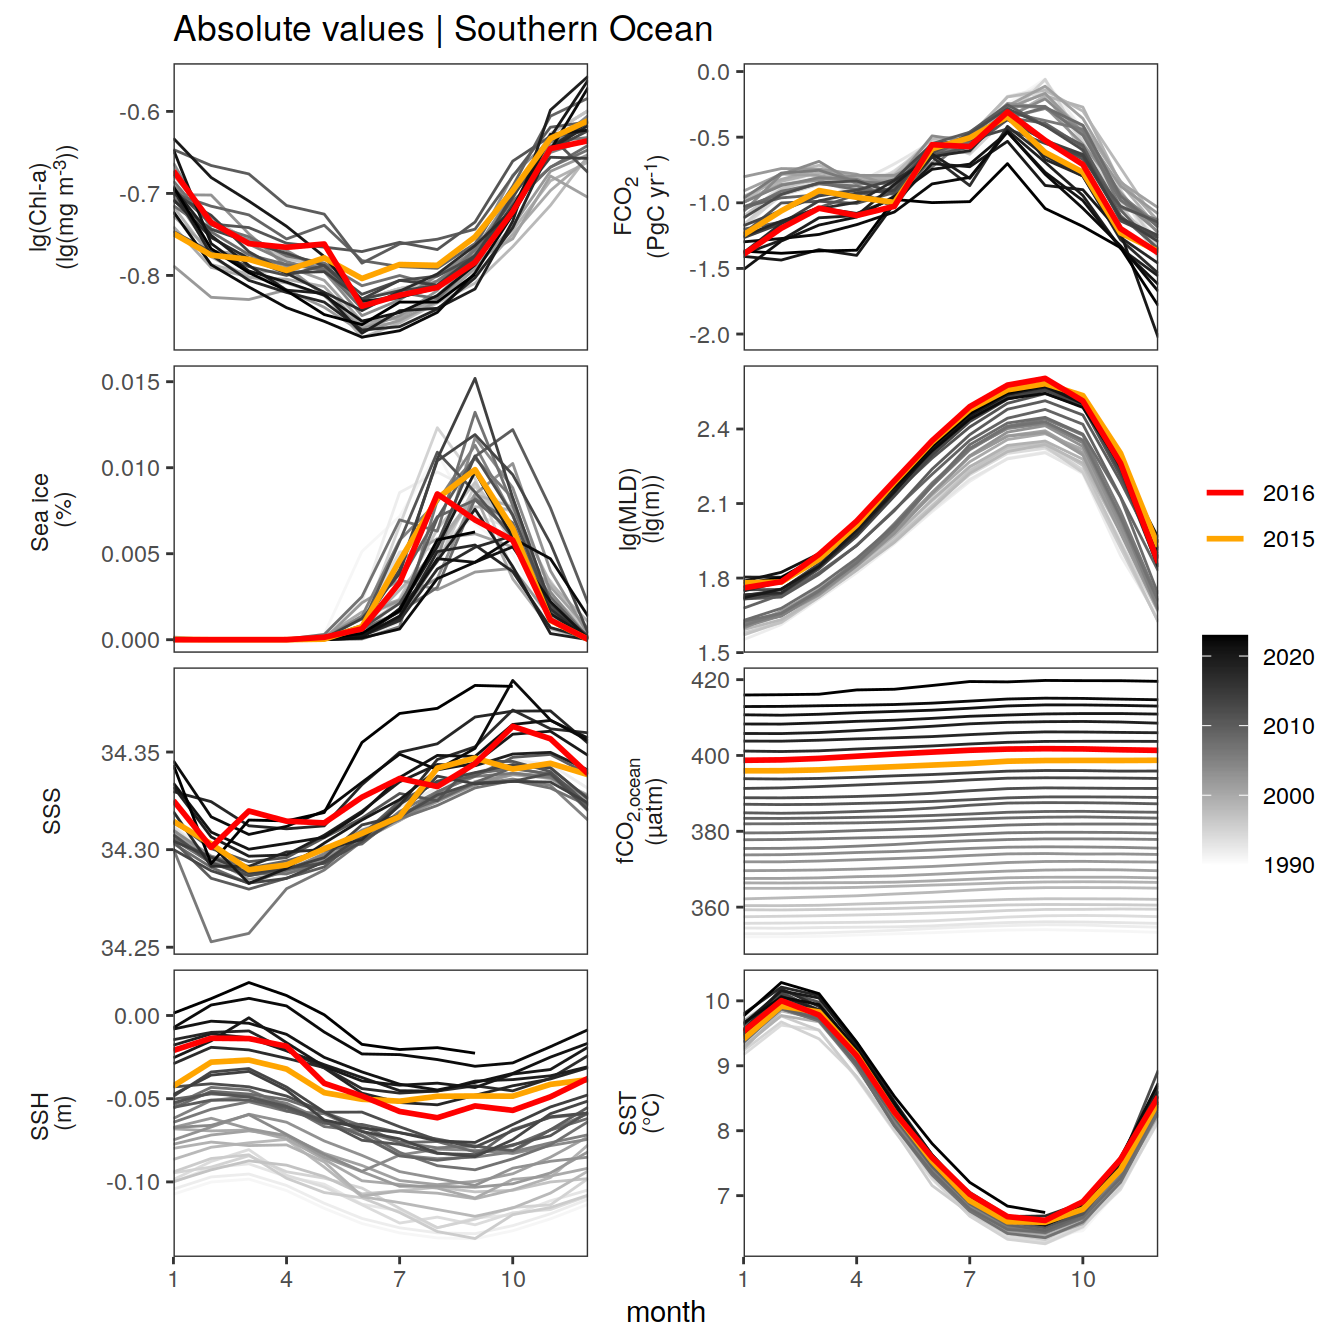 Absolute values | Southern Ocean
lg(Chl-a)
(lg(mg m⁻³))
-0.6
-0.7
-0.8
FCO₂
(PgC yr⁻¹)
0.0
-0.5
-1.0
-1.5
-2.0
Sea ice
(%)
0.015
0.010
0.005
0.000
lg(MLD)
(lg(m))
2.4
2.1
1.8
1.5
SSS
34.35
34.30
34.25
fCO₂,ocean
(µatm)
420
400
380
360
SSH
(m)
0.00
-0.05
-0.10
SST
(°C)
10
9
8
7
1 4 7 10
1 4 7 10
month
2016
2015
2020
2010
2000
1990